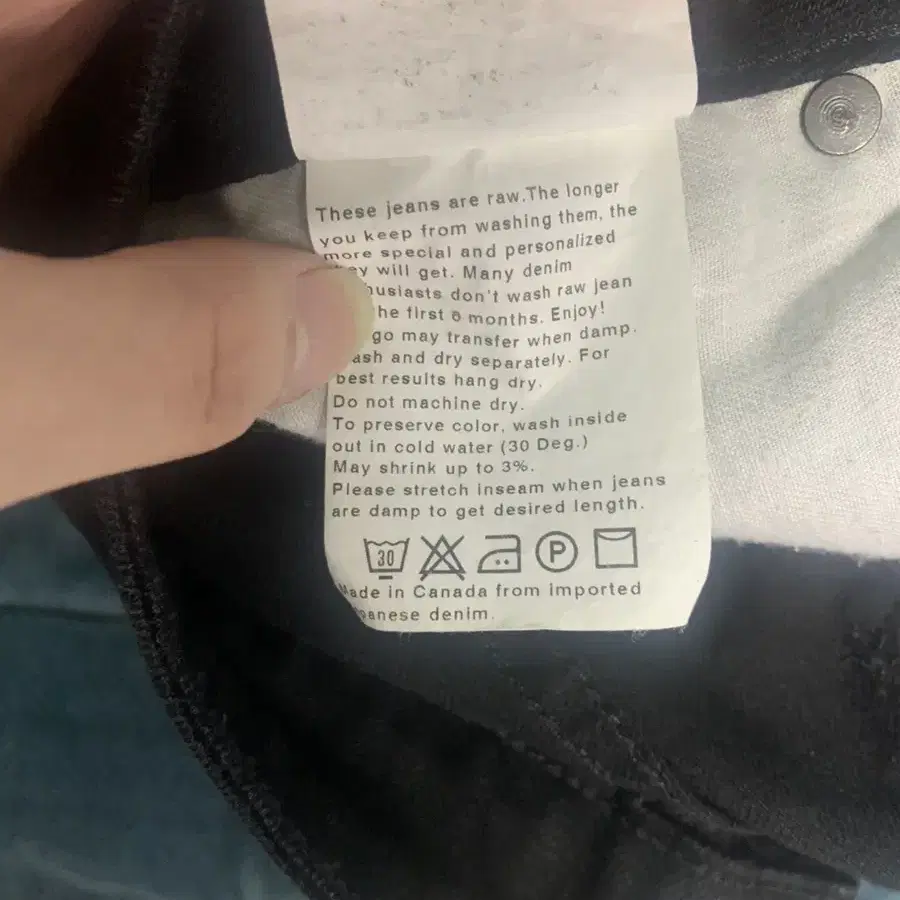 These jeans are raw.The longer
you keep from washing them, the
more special and personalized
ey will get. Many denim
husiasts don't wash raw jean
he first 6 months. Enjoy!
go may transfer when damp.
ash and dry separately. For
best results hang dry.
Do not machine dry.
To preserve color, wash inside
out in cold water (30 Deg.)
May shrink up to 3%.
Please stretch inseam when jeans
are damp to get desired length.
30 P
ade in Canada from imported
panese denim.